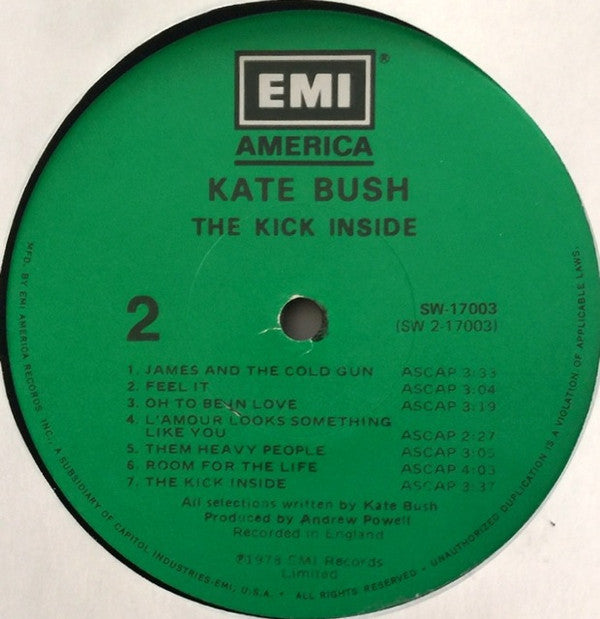 EMI ®
AMERICA
KATE BUSH
THE KICK INSIDE
2
SW-17003
(SW 2-17003)
1. JAMES AND THE COLD GUN ASCAP 3:33
2. FEEL IT ASCAP 3:04
3. OH TO BE IN LOVE ASCAP 3:19
4. L'AMOUR LOOKS SOMETHING
LIKE YOU ASCAP 2:27
5. THEM HEAVY PEOPLE ASCAP 3:05
6. ROOM FOR THE LIFE ASCAP 4:03
7. THE KICK INSIDE ASCAP 3:37
All selections written by Kate Bush
Produced by Andrew Powell
Recorded in England
℗1978 EMI Records
Limited
MFD. BY EMI AMERICA RECORDS, INC., A SUBSIDIARY OF CAPITOL INDUSTRIES-EMI, U.S.A. • ALL RIGHTS RESERVED • UNAUTHORIZED DUPLICATION IS A VIOLATION OF APPLICABLE LAWS.